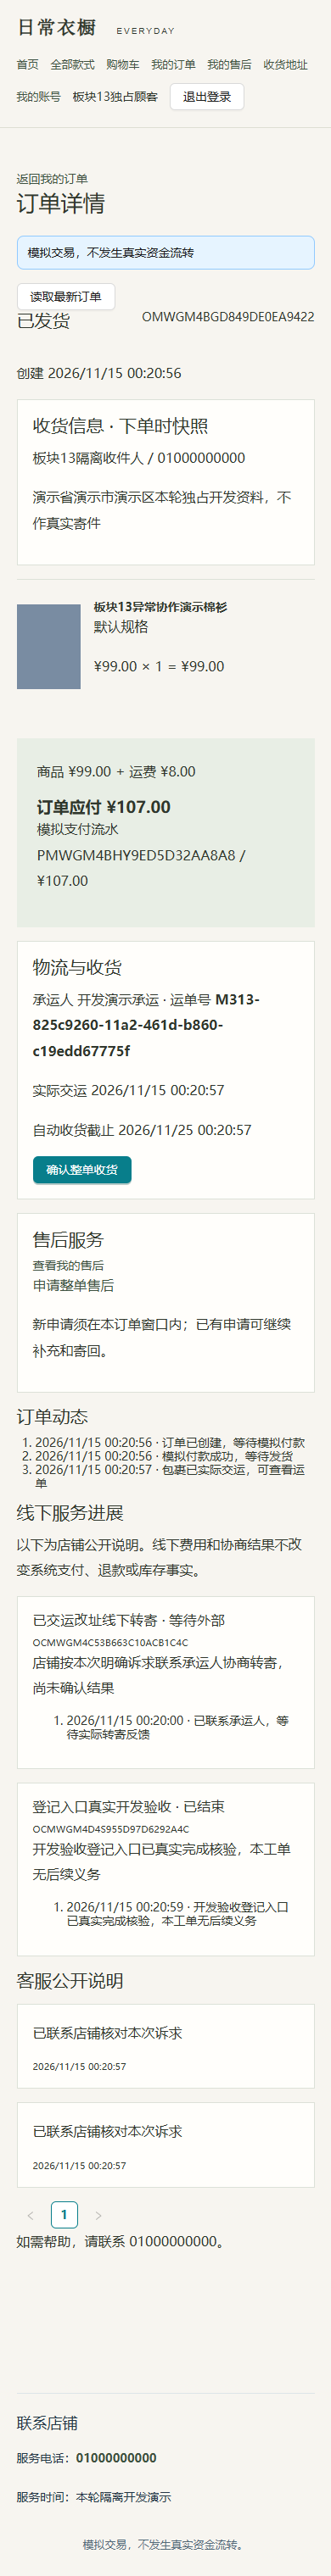 日常衣橱 EVERYDAY
首页 全部款式 购物车 我的订单 我的售后 收货地址
我的账号 板块13独占顾客 退出登录
返回我的订单
订单详情
模拟交易，不发生真实资金流转
读取最新订单
已发货 OMWGM4BGD849DE0EA9422
创建 2026/11/15 00:20:56
收货信息 · 下单时快照
板块13隔离收件人 / 01000000000
演示省演示市演示区本轮独占开发资料，不
作真实寄件
板块13异常协作演示棉衫
默认规格
¥99.00 × 1 = ¥99.00
商品 ¥99.00 + 运费 ¥8.00
订单应付 ¥107.00
模拟支付流水
PMWGM4BHY9ED5D32AA8A8 /
¥107.00
物流与收货
承运人 开发演示承运 · 运单号 M313-
825c9260-11a2-461d-b860-
c19edd67775f
实际交运 2026/11/15 00:20:57
自动收货截止 2026/11/25 00:20:57
确认整单收货
售后服务
查看我的售后
申请整单售后
新申请须在本订单窗口内；已有申请可继续
补充和寄回。
订单动态
1. 2026/11/15 00:20:56 · 订单已创建，等待模拟付款
2. 2026/11/15 00:20:56 · 模拟付款成功，等待发货
3. 2026/11/15 00:20:57 · 包裹已实际交运，可查看运
单
线下服务进展
以下为店铺公开说明。线下费用和协商结果不改
变系统支付、退款或库存事实。
已交运改址线下转寄 · 等待外部
OCMWGM4C53B663C10ACB1C4C
店铺按本次明确诉求联系承运人协商转寄，
尚未确认结果
1. 2026/11/15 00:20:00 · 已联系承运人，等
待实际转寄反馈
登记入口真实开发验收 · 已结束
OCMWGM4D4S955D97D6292A4C
开发验收登记入口已真实完成核验，本工单
无后续义务
1. 2026/11/15 00:20:59 · 开发验收登记入口
已真实完成核验，本工单无后续义务
客服公开说明
已联系店铺核对本次诉求
2026/11/15 00:20:57
已联系店铺核对本次诉求
2026/11/15 00:20:57
< 1 >
如需帮助，请联系 01000000000。
联系店铺
服务电话：01000000000
服务时间：本轮隔离开发演示
模拟交易，不发生真实资金流转。